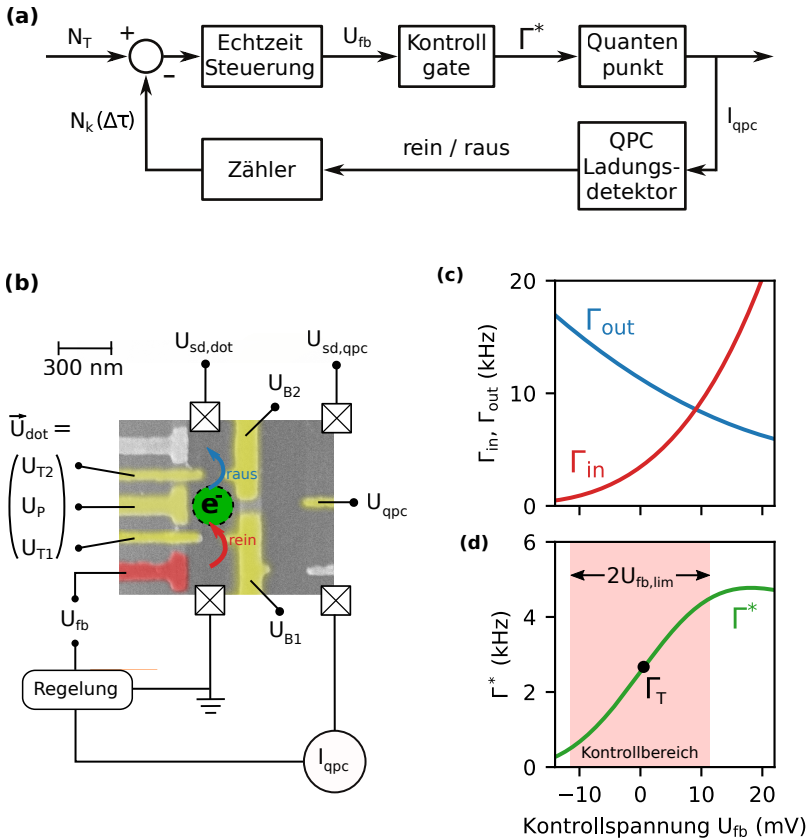 (a)
N_T
+
−
Echtzeit
Steuerung
U_fb
Kontroll
gate
Γ*
Quanten
punkt
I_qpc
N_k(Δτ)
Zähler
rein / raus
QPC
Ladungs-
detektor
(b)
300 nm
U_sd,dot
U_sd,qpc
U_B2
U⃗_dot =
U_T2
U_P
U_T1
raus
e⁻
rein
U_qpc
U_fb
U_B1
Regelung
I_qpc
(c)
Γ_in, Γ_out (kHz)
20
10
0
Γ_out
Γ_in
(d)
Γ* (kHz)
6
4
2
0
2U_fb,lim
Γ*
Γ_T
Kontrollbereich
−10 0 10 20
Kontrollspannung U_fb (mV)